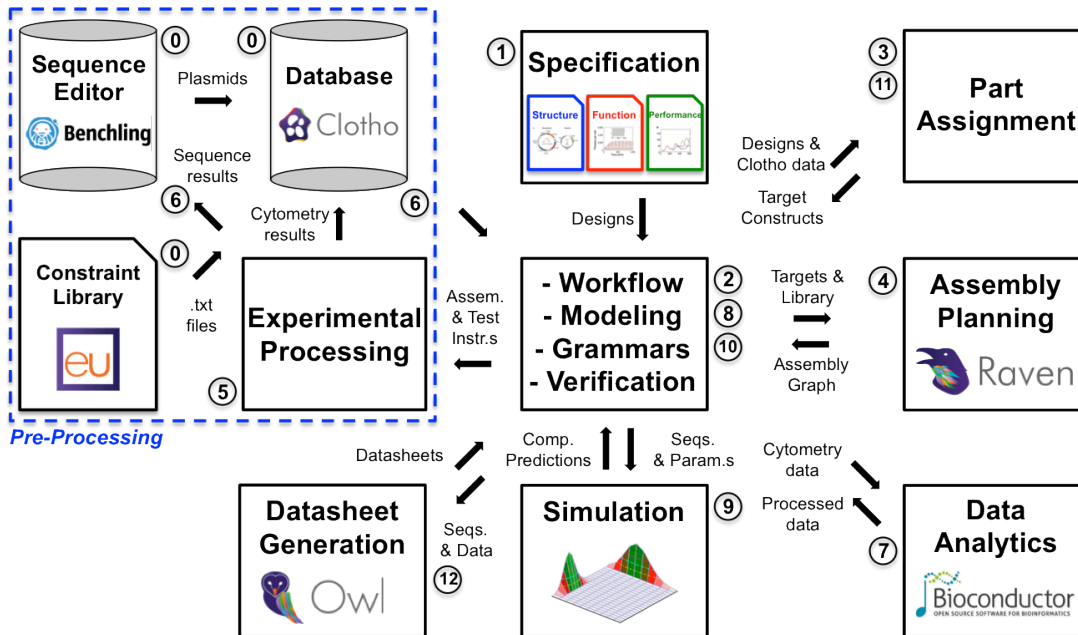 0
0
Sequence
Editor
Benchling
Plasmids
Database
Clotho
1
Specification
Structure
Function
Performance
3
11
Part
Assignment
Sequence
results
6
Cytometry
results
6
Designs &
Clotho data
Target
Constructs
Designs
0
Constraint
Library
eu
.txt
files
Experimental
Processing
5
Assem.
& Test
Instr.s
- Workflow
- Modeling
- Grammars
- Verification
2
8
10
Targets &
Library
Assembly
Graph
4
Assembly
Planning
Raven
Pre-Processing
Datasheets
Comp.
Predictions
Seqs.
& Param.s
Cytometry
data
Processed
data
Datasheet
Generation
Owl
Seqs.
& Data
12
Simulation
9
7
Data
Analytics
Bioconductor
OPEN SOURCE SOFTWARE FOR BIOINFORMATICS